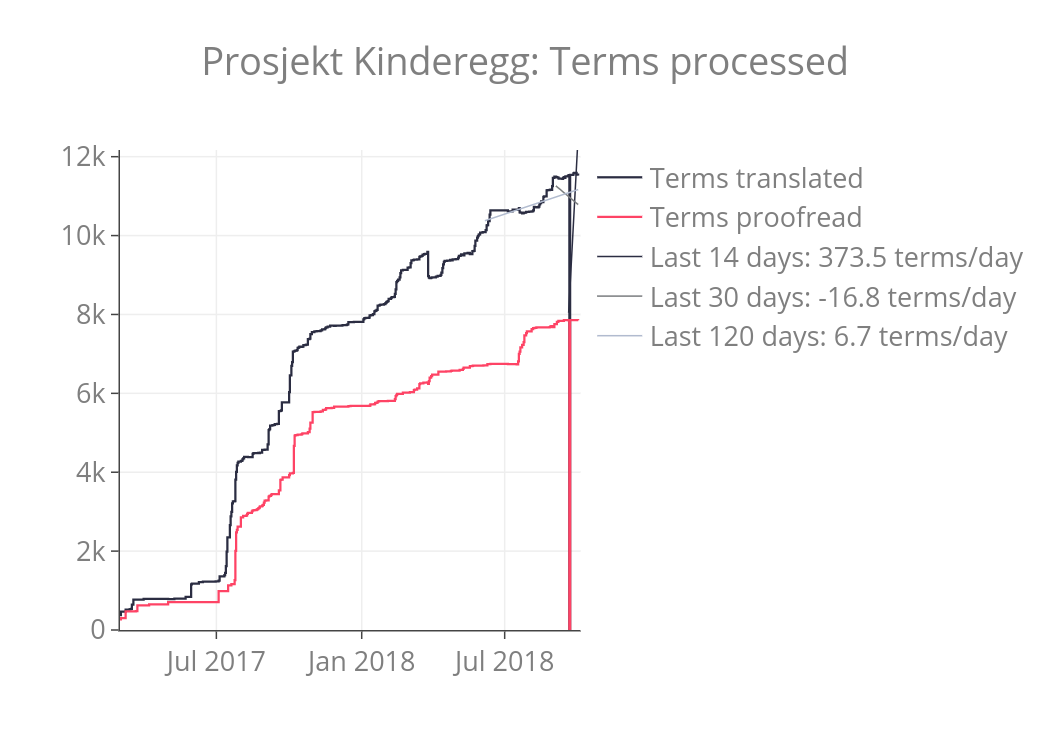 Prosjekt Kinderegg: Terms processed
12k
10k
8k
6k
4k
2k
0
Jul 2017
Jan 2018
Jul 2018
Terms translated
Terms proofread
Last 14 days: 373.5 terms/day
Last 30 days: -16.8 terms/day
Last 120 days: 6.7 terms/day